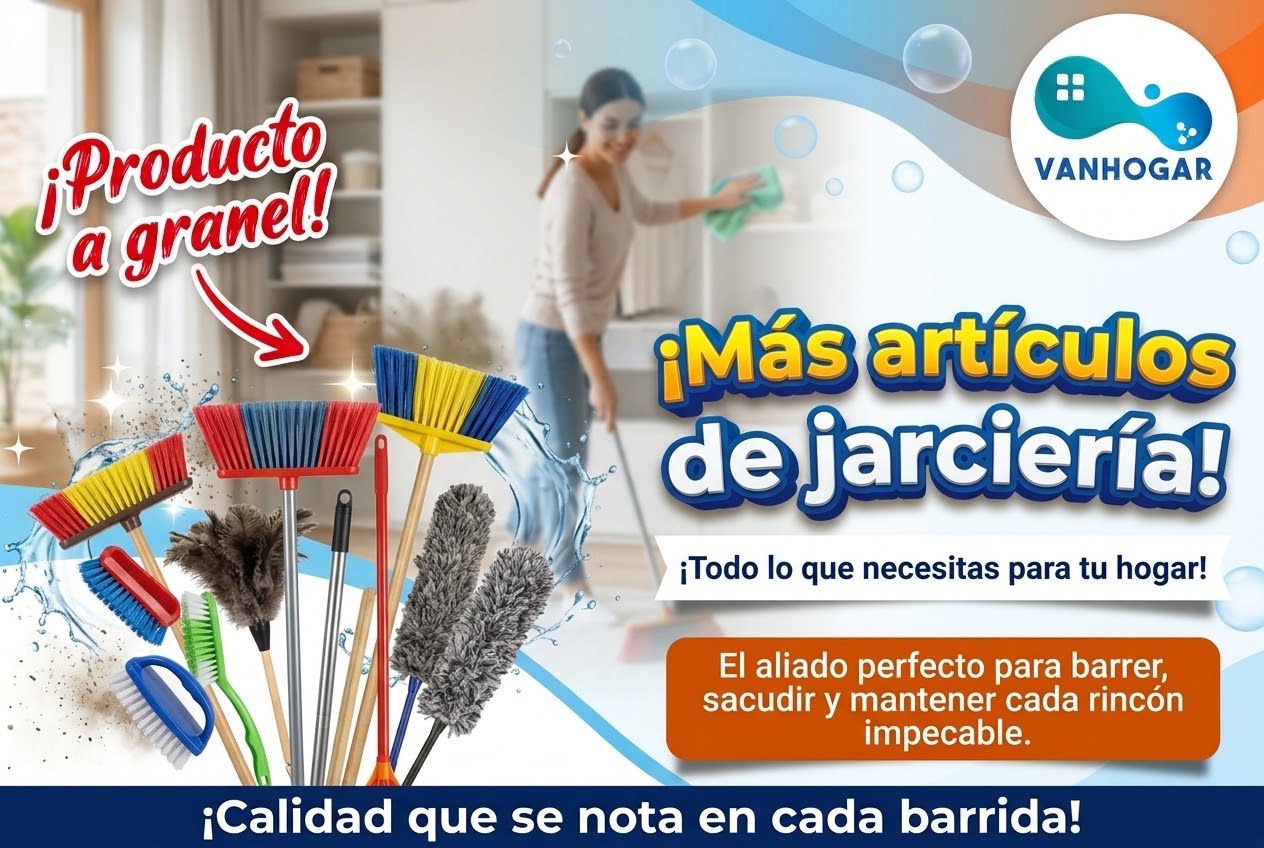 ¡Producto
a granel!
VANHOGAR
¡Más artículos
de jarciería!
¡Todo lo que necesitas para tu hogar!
El aliado perfecto para barrer,
sacudir y mantener cada rincón
impecable.
¡Calidad que se nota en cada barrida!